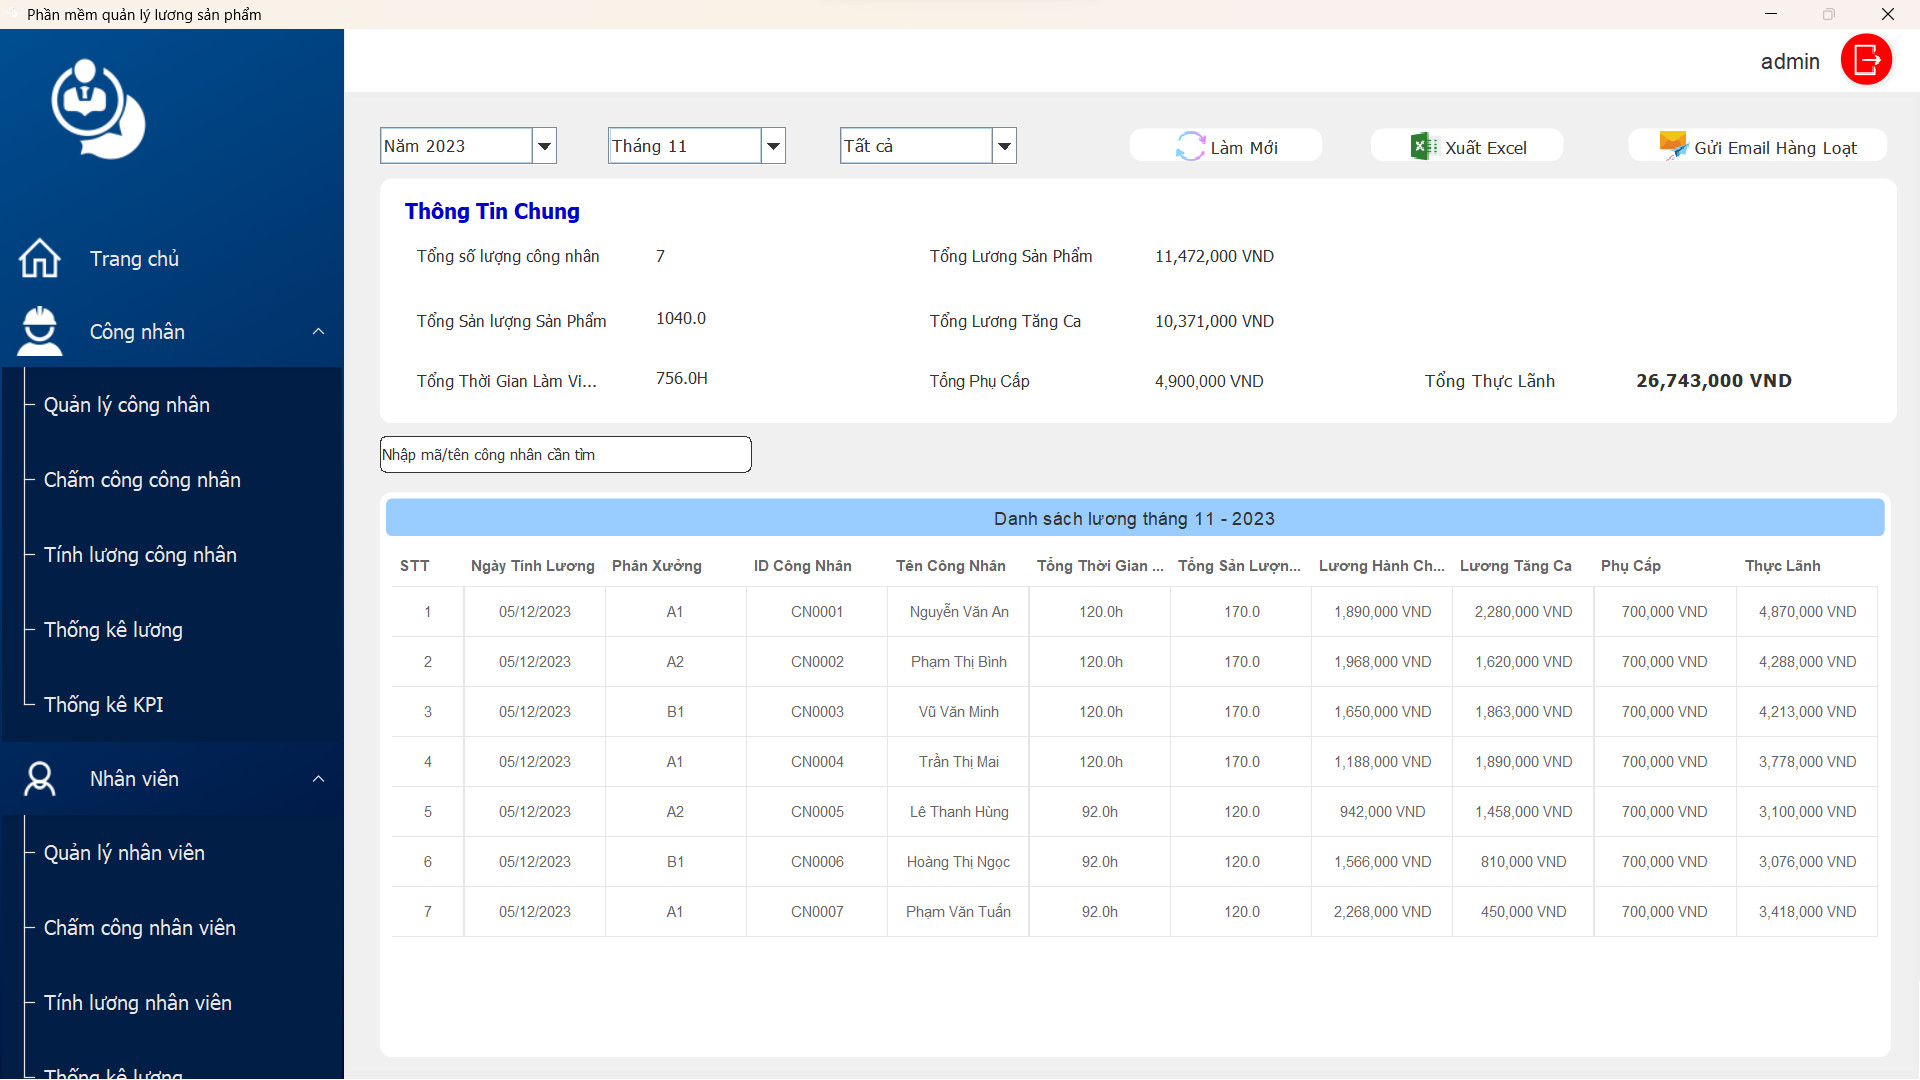 Phần mềm quản lý lương sản phẩm
admin
Trang chủ
Công nhân
Quản lý công nhân
Chấm công công nhân
Tính lương công nhân
Thống kê lương
Thống kê KPI
Nhân viên
Quản lý nhân viên
Chấm công nhân viên
Tính lương nhân viên
Thống kê lương
Năm 2023 Tháng 11 Tất cả Làm Mới Xuất Excel Gửi Email Hàng Loạt
Thông Tin Chung
Tổng số lượng công nhân 7 Tổng Lương Sản Phẩm 11,472,000 VND
Tổng Sản lượng Sản Phẩm 1040.0 Tổng Lương Tăng Ca 10,371,000 VND
Tổng Thời Gian Làm Vi... 756.0H Tổng Phụ Cấp 4,900,000 VND Tổng Thực Lãnh 26,743,000 VND
Nhập mã/tên công nhân cần tìm
Danh sách lương tháng 11 - 2023
STT Ngày Tính Lương Phân Xưởng ID Công Nhân Tên Công Nhân Tổng Thời Gian ... Tổng Sản Lượn... Lương Hành Ch... Lương Tăng Ca Phụ Cấp Thực Lãnh
1 05/12/2023 A1 CN0001 Nguyễn Văn An 120.0h 170.0 1,890,000 VND 2,280,000 VND 700,000 VND 4,870,000 VND
2 05/12/2023 A2 CN0002 Phạm Thị Bình 120.0h 170.0 1,968,000 VND 1,620,000 VND 700,000 VND 4,288,000 VND
3 05/12/2023 B1 CN0003 Vũ Văn Minh 120.0h 170.0 1,650,000 VND 1,863,000 VND 700,000 VND 4,213,000 VND
4 05/12/2023 A1 CN0004 Trần Thị Mai 120.0h 170.0 1,188,000 VND 1,890,000 VND 700,000 VND 3,778,000 VND
5 05/12/2023 A2 CN0005 Lê Thanh Hùng 92.0h 120.0 942,000 VND 1,458,000 VND 700,000 VND 3,100,000 VND
6 05/12/2023 B1 CN0006 Hoàng Thị Ngọc 92.0h 120.0 1,566,000 VND 810,000 VND 700,000 VND 3,076,000 VND
7 05/12/2023 A1 CN0007 Phạm Văn Tuấn 92.0h 120.0 2,268,000 VND 450,000 VND 700,000 VND 3,418,000 VND